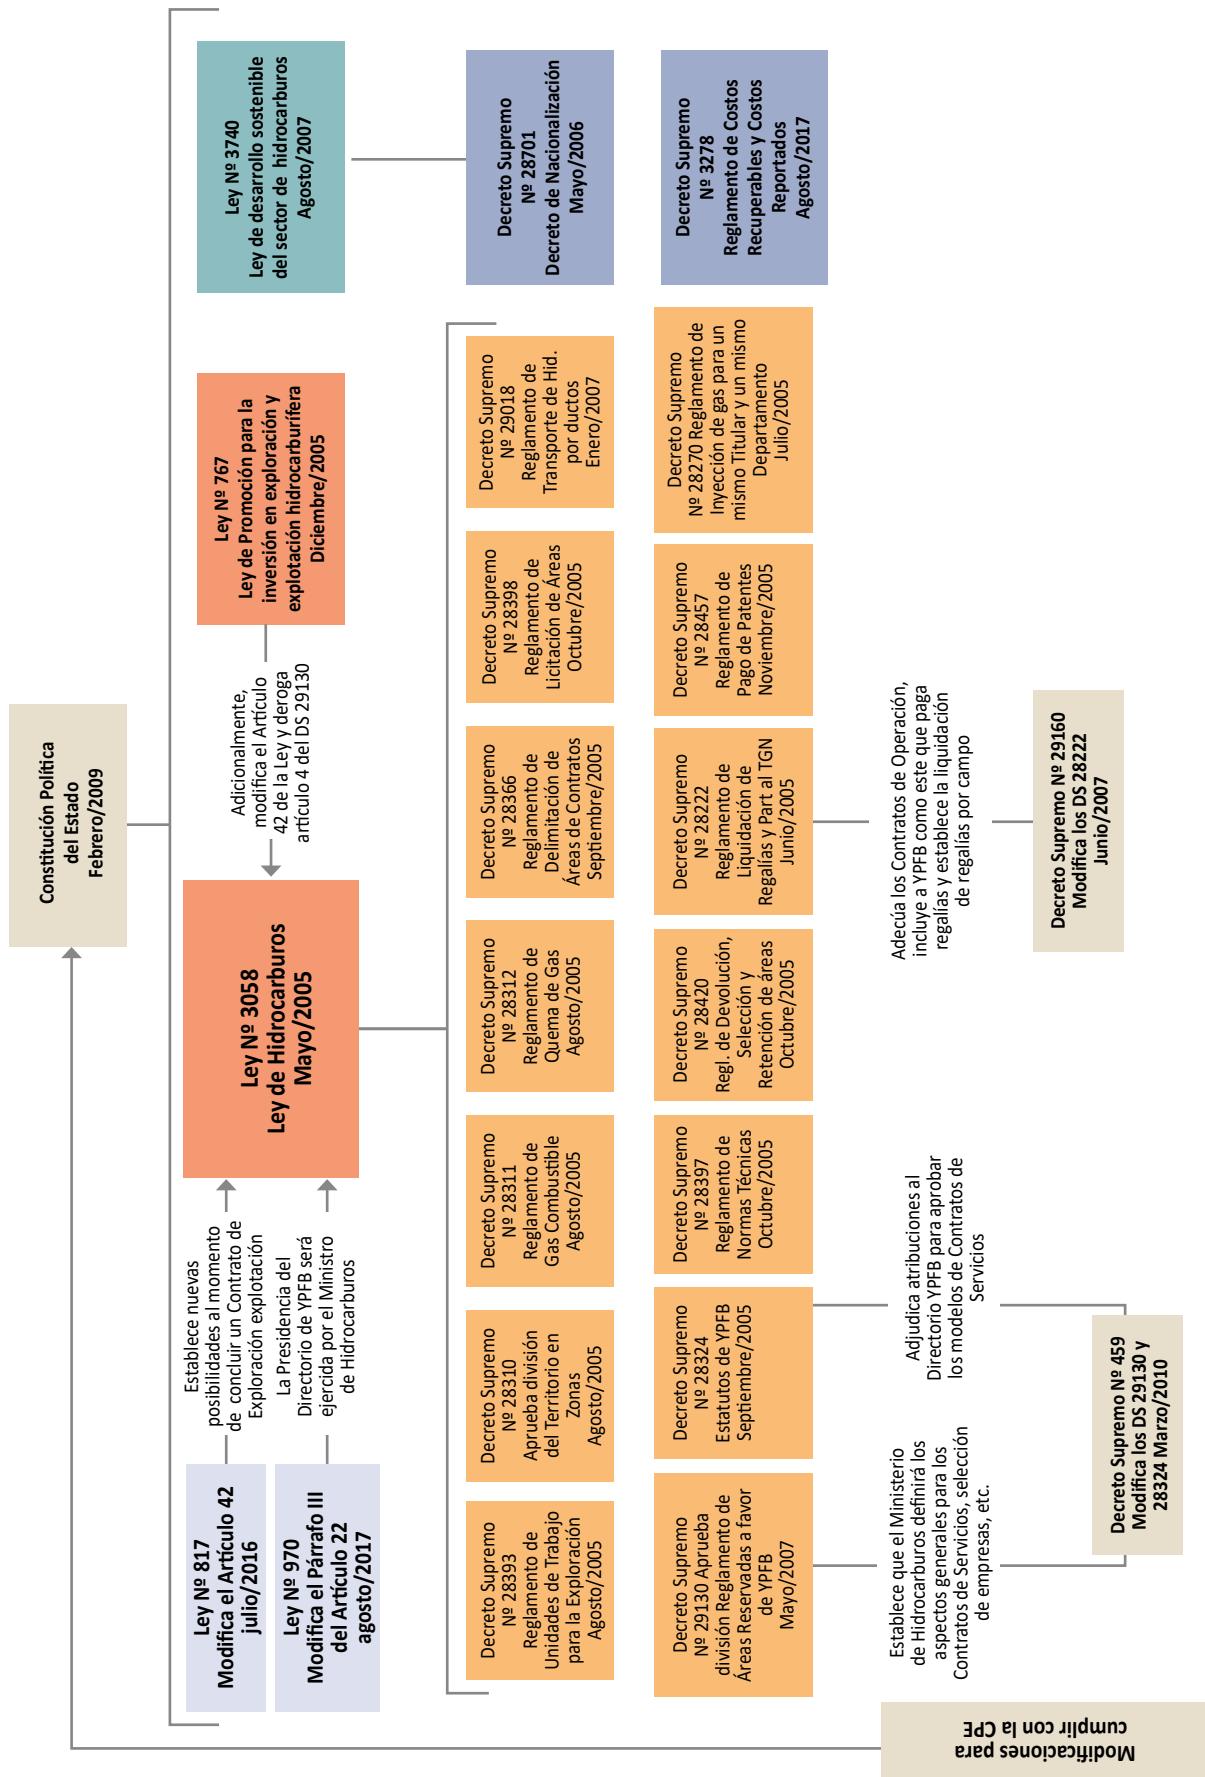 Constitución Política
del Estado
Febrero/2009
Ley Nº 817
Modifica el Artículo 42
julio/2016
Ley Nº 970
Modifica el Párrafo III
del Artículo 22
agosto/2017
Establece nuevas
posibilidades al momento
de concluir un Contrato de
Exploración explotación
La Presidencia del
Directorio de YPFB será
ejercida por el Ministro
de Hidrocarburos
Ley Nº 3058
Ley de Hidrocarburos
Mayo/2005
Adicionalmente,
modifica el Artículo
42 de la Ley y deroga
artículo 4 del DS 29130
Ley Nº 767
Ley de Promoción para la
inversión en exploración y
explotación hidrocarburífera
Diciembre/2005
Ley Nº 3740
Ley de desarrollo sostenible
del sector de hidrocarburos
Agosto/2007
Decreto Supremo
Nº 28393
Reglamento de
Unidades de Trabajo
para la Exploración
Agosto/2005
Decreto Supremo
Nº 28310
Aprueba división
del Territorio en
Zonas
Agosto/2005
Decreto Supremo
Nº 28311
Reglamento de
Gas Combustible
Agosto/2005
Decreto Supremo
Nº 28312
Reglamento de
Quema de Gas
Agosto/2005
Decreto Supremo
Nº 28366
Reglamento de
Delimitación de
Áreas de Contratos
Septiembre/2005
Decreto Supremo
Nº 28398
Reglamento de
Licitación de Áreas
Octubre/2005
Decreto Supremo
Nº 29018
Reglamento de
Transporte de Hid.
por ductos
Enero/2007
Decreto Supremo
Nº 28701
Decreto de Nacionalización
Mayo/2006
Decreto Supremo
Nº 29130 Aprueba
división Reglamento de
Áreas Reservadas a favor
de YPFB
Mayo/2007
Decreto Supremo
Nº 28324
Estatutos de YPFB
Septiembre/2005
Decreto Supremo
Nº 28397
Reglamento de
Normas Técnicas
Octubre/2005
Decreto Supremo
Nº 28420
Regl. de Devolución,
Selección y
Retención de áreas
Octubre/2005
Decreto Supremo
Nº 28222
Reglamento de
Liquidación de
Regalías y Part al TGN
Junio/2005
Decreto Supremo
Nº 28457
Reglamento de
Pago de Patentes
Noviembre/2005
Decreto Supremo
Nº 28270 Reglamento de
Inyección de gas para un
mismo Titular y un mismo
Departamento
Julio/2005
Decreto Supremo
Nº 3278
Reglamento de Costos
Recuperables y Costos
Reportados
Agosto/2017
Establece que el Ministerio
de Hidrocarburos definirá los
aspectos generales para los
Contratos de Servicios, selección
de empresas, etc.
Adjudica atribuciones al
Directorio YPFB para aprobar
los modelos de Contratos de
Servicios
Adecúa los Contratos de Operación,
incluye a YPFB como este que paga
regalías y establece la liquidación
de regalías por campo
Modificaciones para
cumplir con la CPE
Decreto Supremo Nº 459
Modifica los DS 29130 y
28324 Marzo/2010
Decreto Supremo Nº 29160
Modifica los DS 28222
Junio/2007